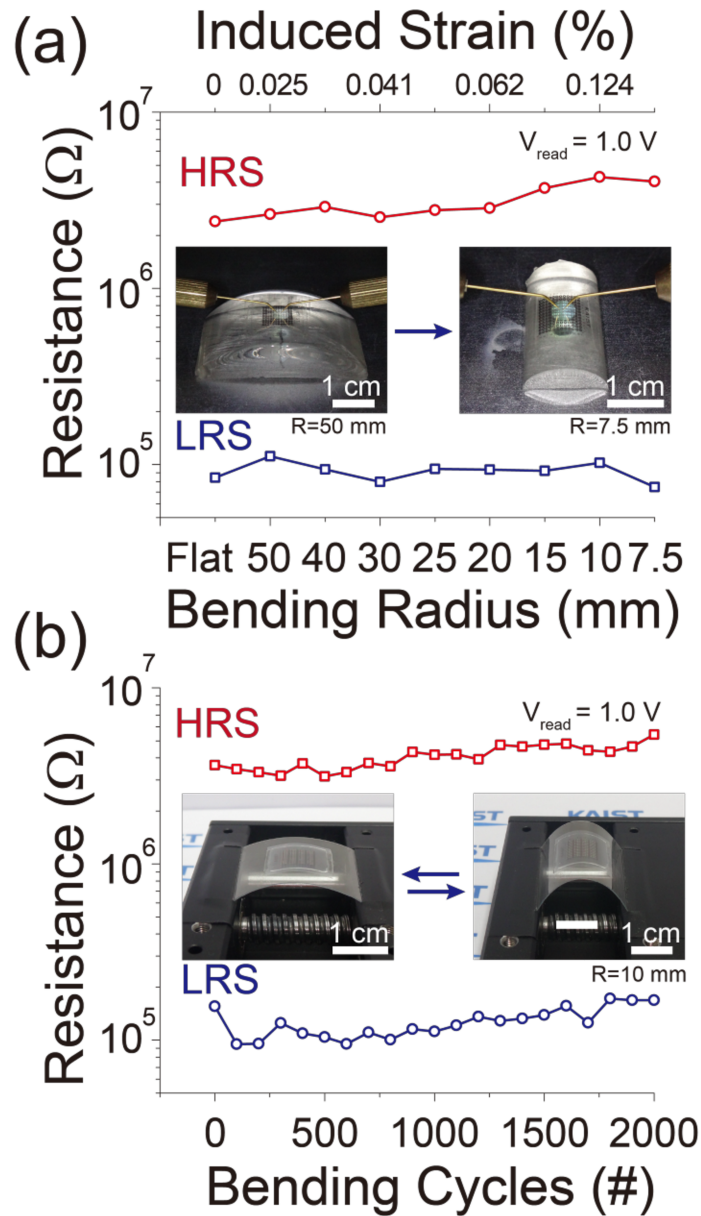 (a)
Induced Strain (%)
0 0.025 0.041 0.062 0.124
10^7
V_read = 1.0 V
HRS
10^6
1 cm
1 cm
R=50 mm
R=7.5 mm
LRS
10^5
Resistance (Ω)
Flat 50 40 30 25 20 15 10 7.5
Bending Radius (mm)
(b)
10^7
V_read = 1.0 V
HRS
KAIST
10^6
1 cm
1 cm
R=10 mm
LRS
10^5
Resistance (Ω)
0 500 1000 1500 2000
Bending Cycles (#)